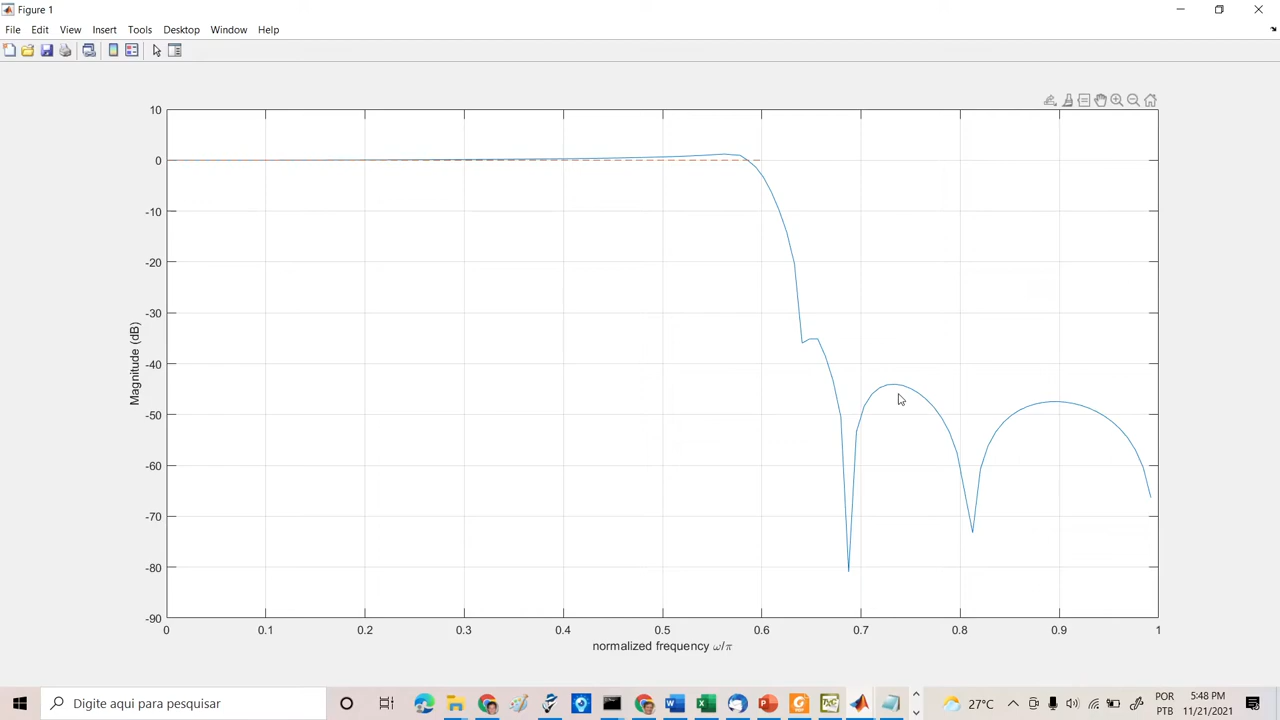 Figure 1
File Edit View Insert Tools Desktop Window Help
10
0
-10
-20
-30
-40
-50
-60
-70
-80
-90
Magnitude (dB)
0 0.1 0.2 0.3 0.4 0.5 0.6 0.7 0.8 0.9 1
normalized frequency ω/π
Digite aqui para pesquisar
27°C
POR
PTB
5:48 PM
11/21/2021